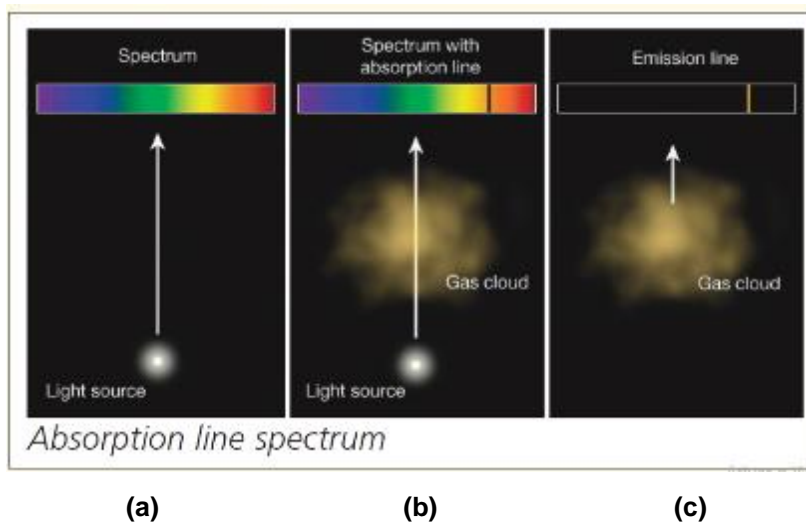 Spectrum
Spectrum with
absorption line
Emission line
Gas cloud
Gas cloud
Light source
Light source
Absorption line spectrum
(a) (b) (c)